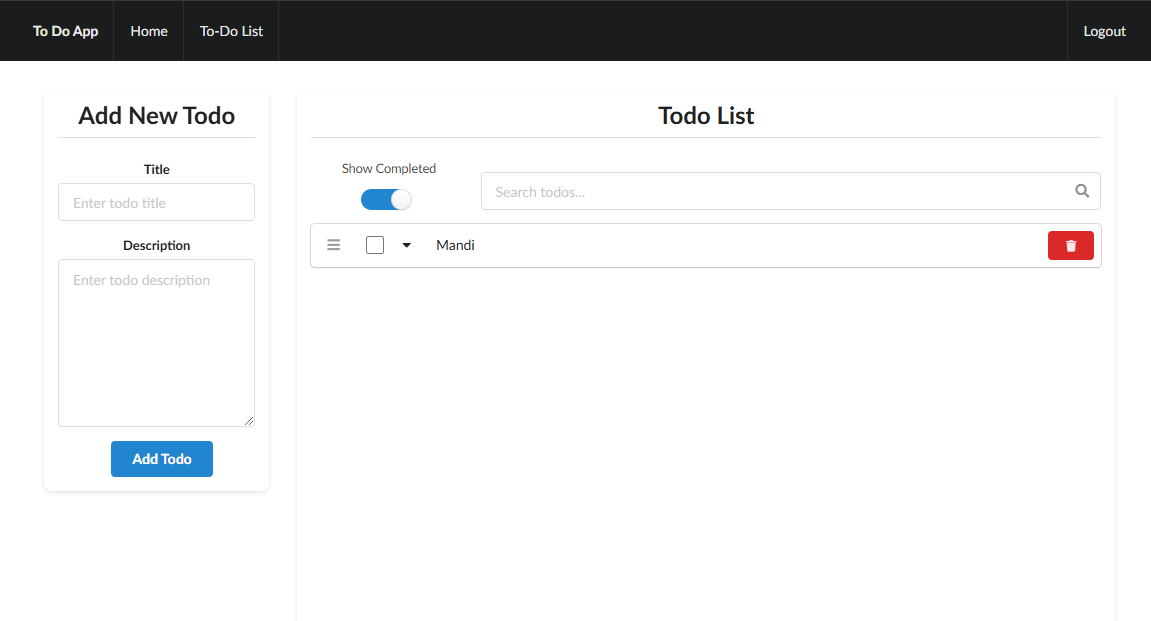 To Do App Home To-Do List Logout
Add New Todo
Title
Enter todo title
Description
Enter todo description
Add Todo
Todo List
Show Completed
Search todos...
Mandi